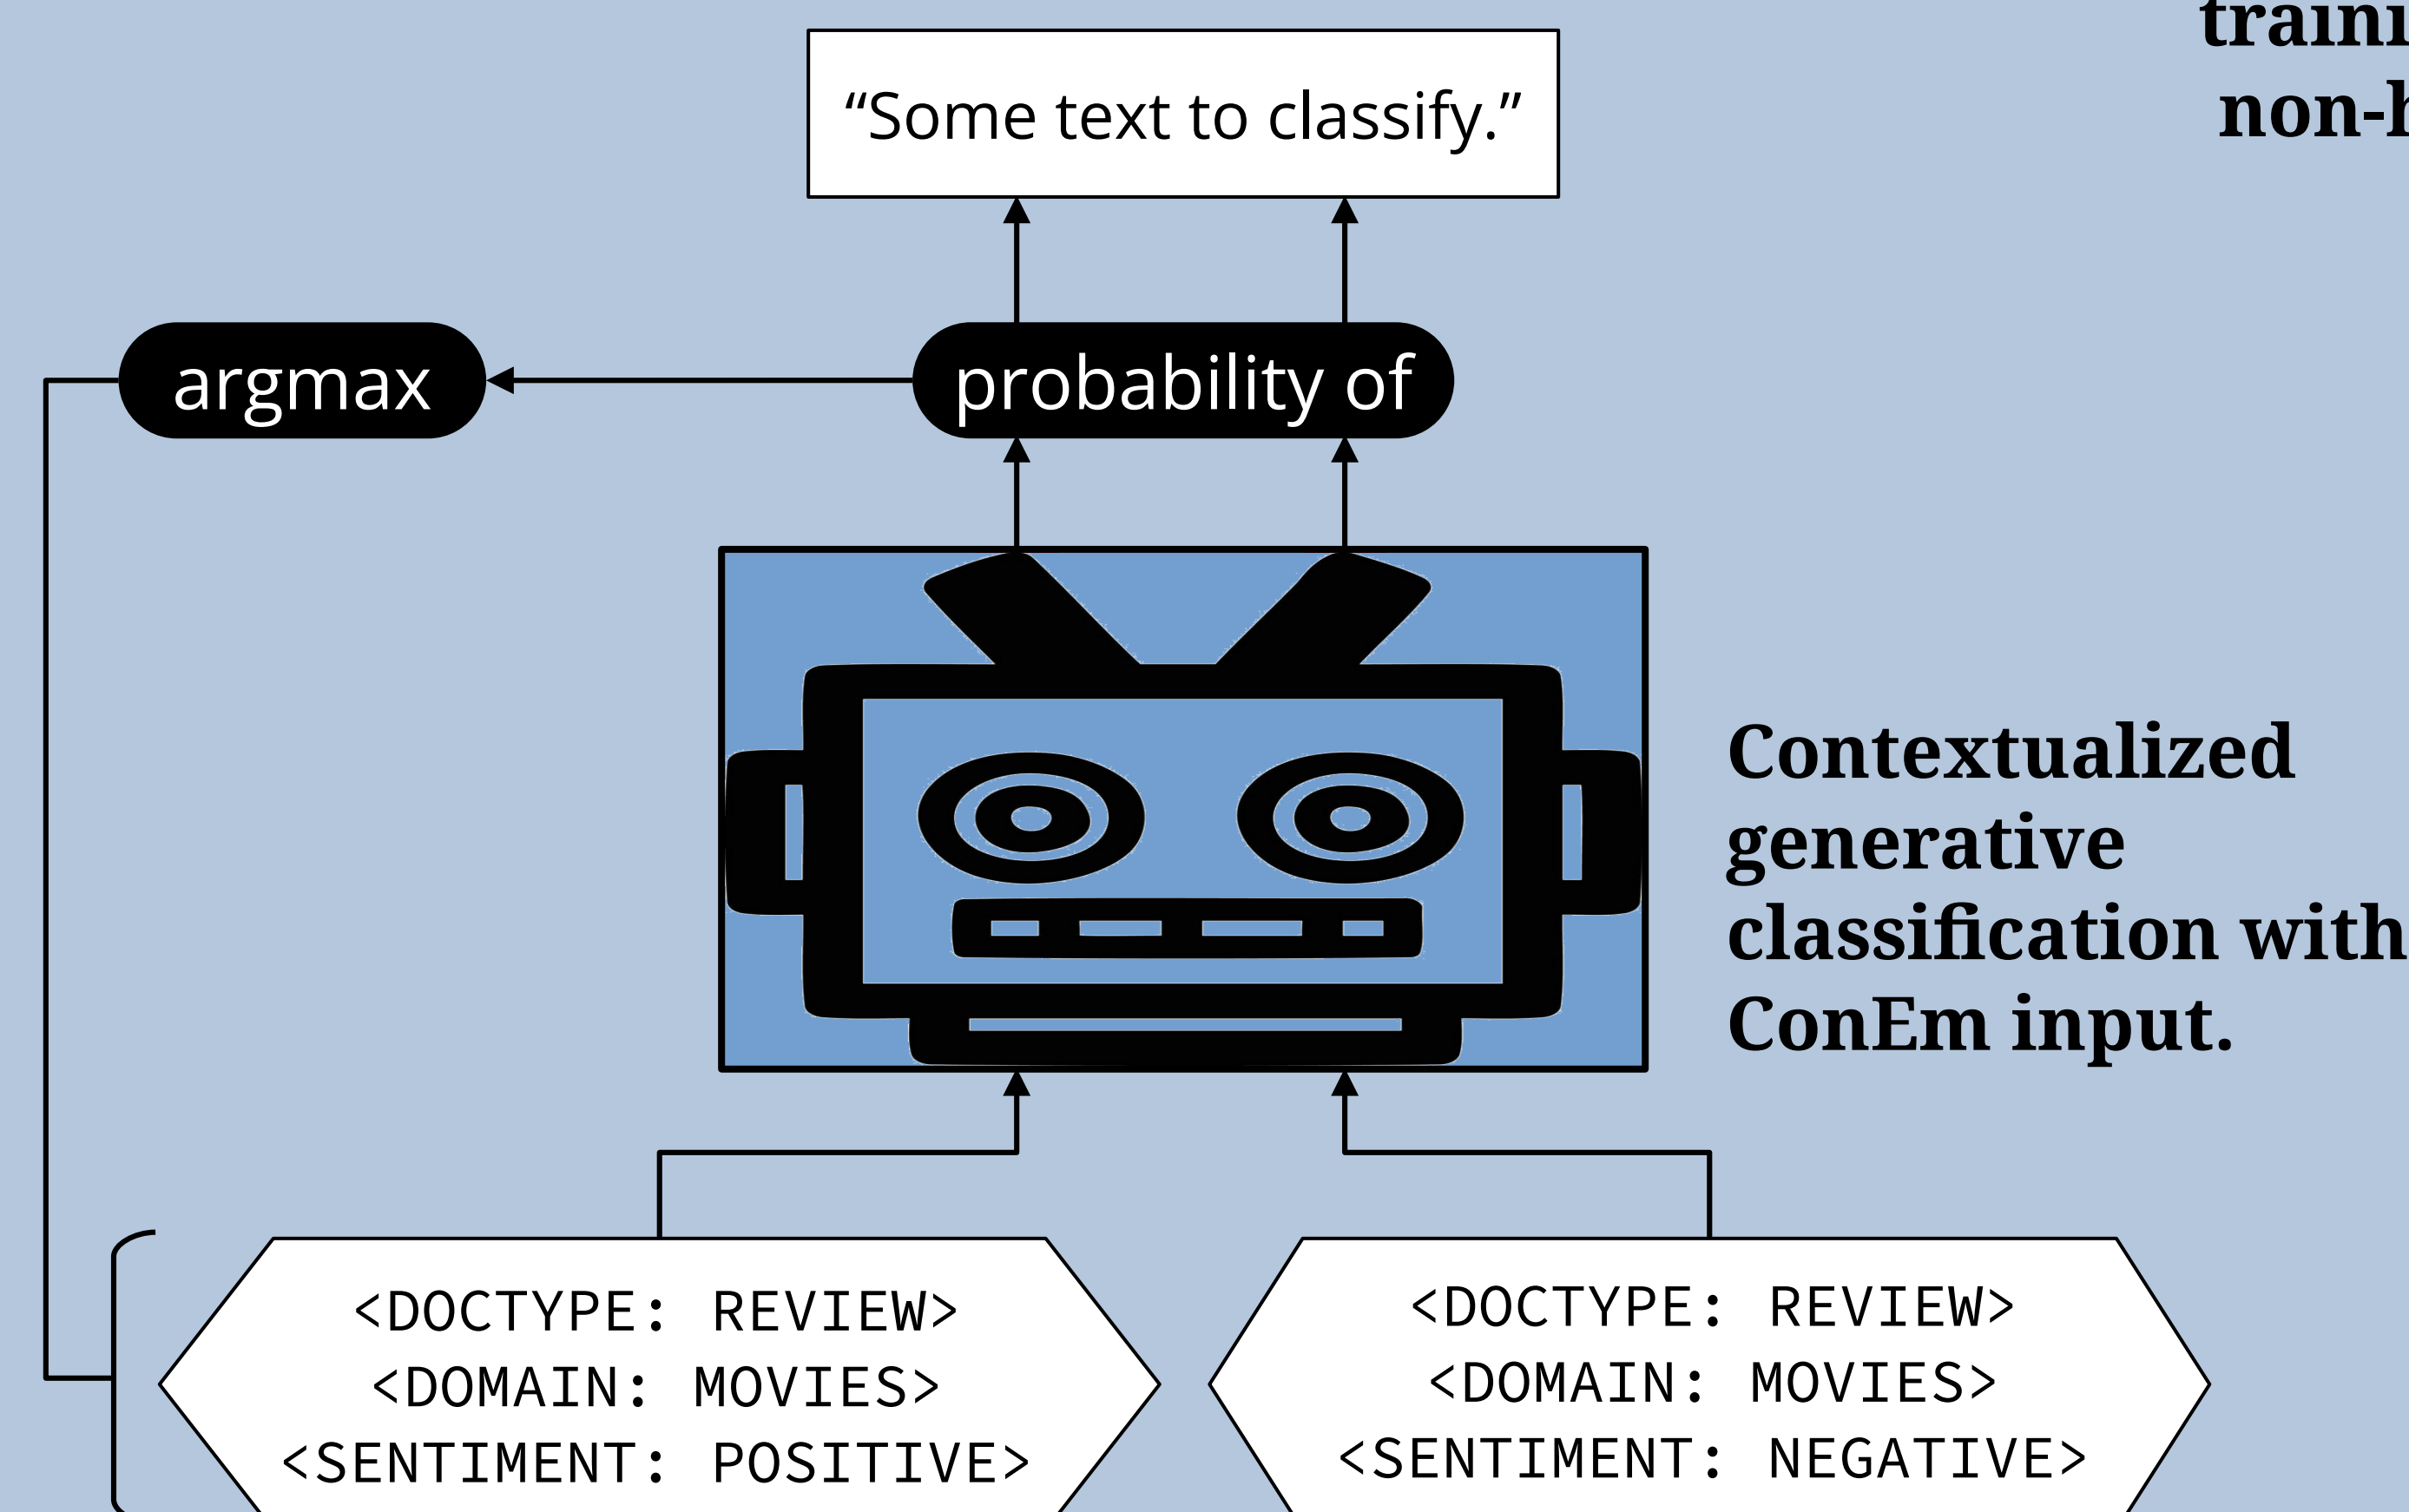 “Some text to classify.”
non-
argmax
probability of
Contextualized
generative
classification with
ConEm input.
<DOCTYPE: REVIEW>
<DOMAIN: MOVIES>
<SENTIMENT: POSITIVE>
<DOCTYPE: REVIEW>
<DOMAIN: MOVIES>
<SENTIMENT: NEGATIVE>